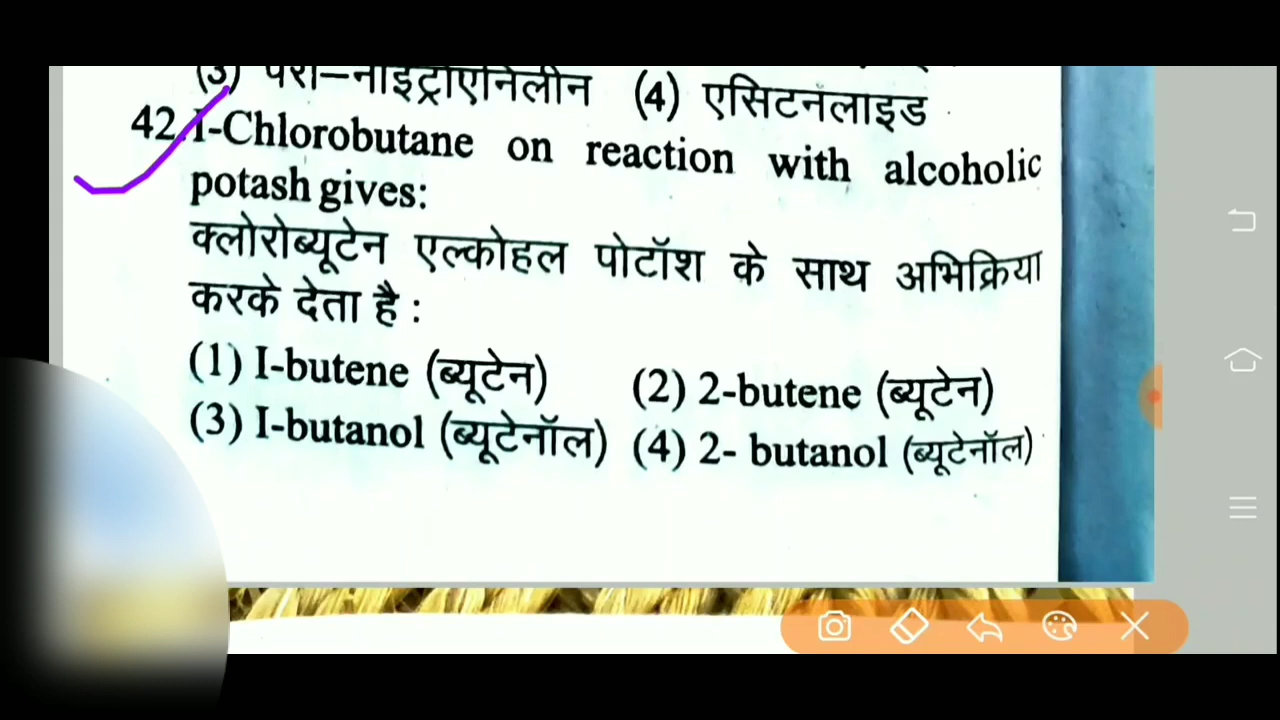 (3) परा–नाइट्रोएनिलीन (4) एसिटनलाइड
42. I-Chlorobutane on reaction with alcoholic
potash gives:
क्लोरोब्यूटेन एल्कोहल पोटॉश के साथ अभिक्रिया
करके देता है :
(1) I-butene (ब्यूटेन) (2) 2-butene (ब्यूटेन)
(3) I-butanol (ब्यूटेनॉल) (4) 2- butanol (ब्यूटेनॉल)